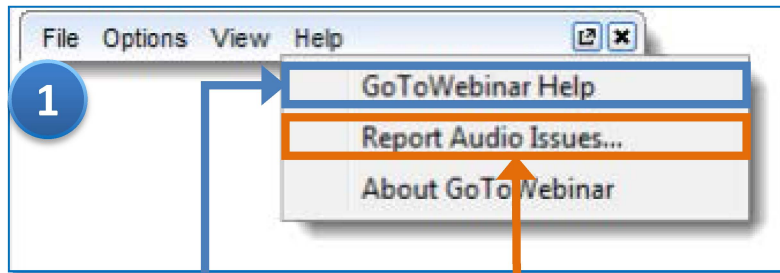 File Options View Help
1
GoToWebinar Help
Report Audio Issues...
About GoToWebinar